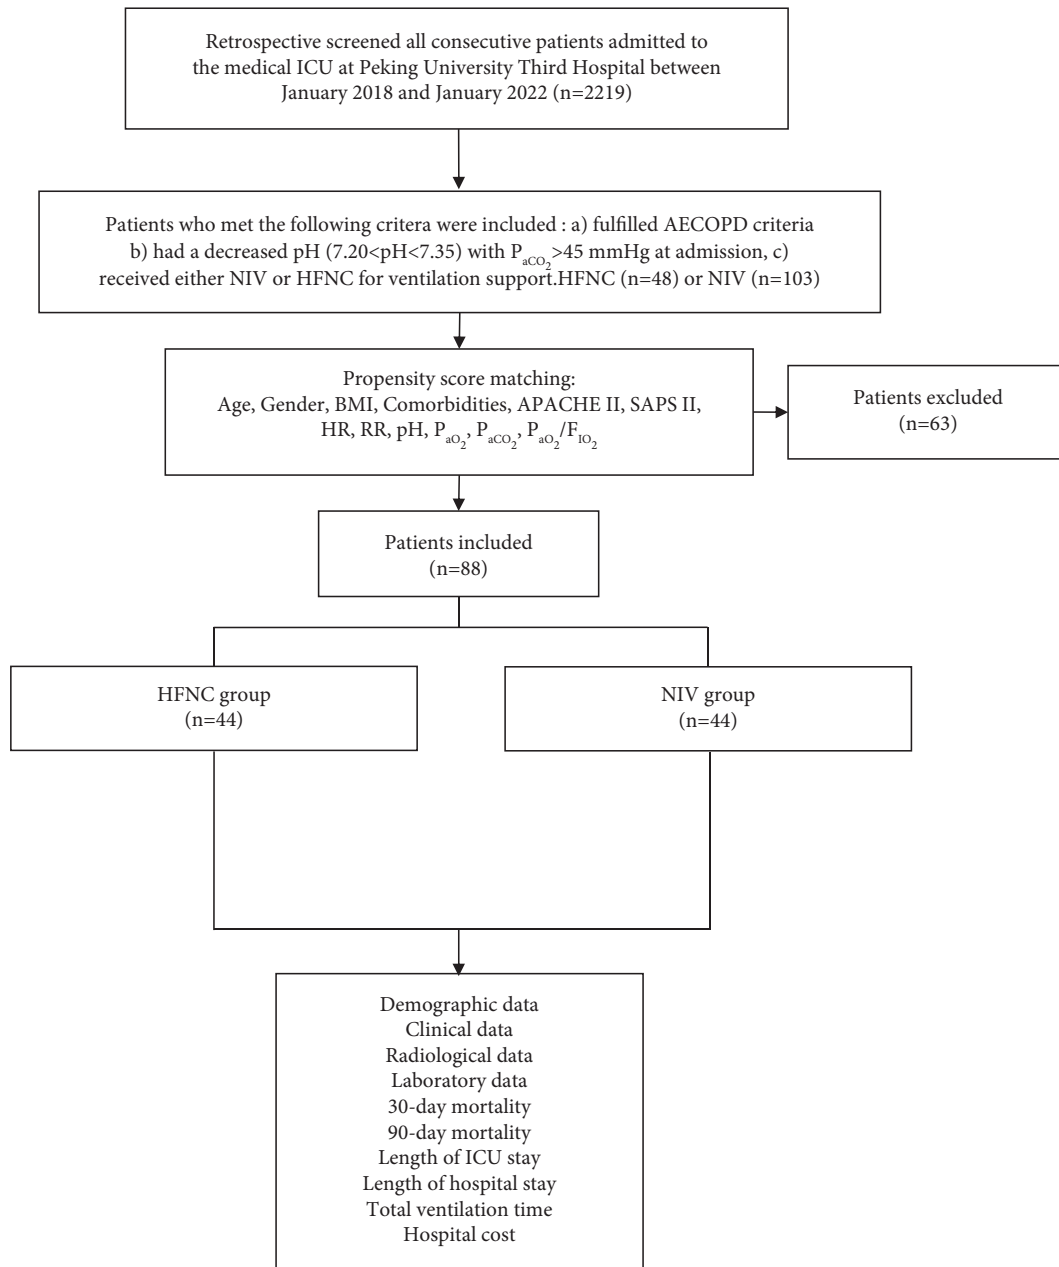 Retrospective screened all consecutive patients admitted to
the medical ICU at Peking University Third Hospital between
January 2018 and January 2022 (n=2219)
Patients who met the following critera were included : a) fulfilled AECOPD criteria
b) had a decreased pH (7.20<pH<7.35) with PaCO2>45 mmHg at admission, c)
received either NIV or HFNC for ventilation support.HFNC (n=48) or NIV (n=103)
Propensity score matching:
Age, Gender, BMI, Comorbidities, APACHE II, SAPS II,
HR, RR, pH, PaO2, PaCO2, PaO2/FIO2
Patients excluded
(n=63)
Patients included
(n=88)
HFNC group
(n=44)
NIV group
(n=44)
Demographic data
Clinical data
Radiological data
Laboratory data
30-day mortality
90-day mortality
Length of ICU stay
Length of hospital stay
Total ventilation time
Hospital cost